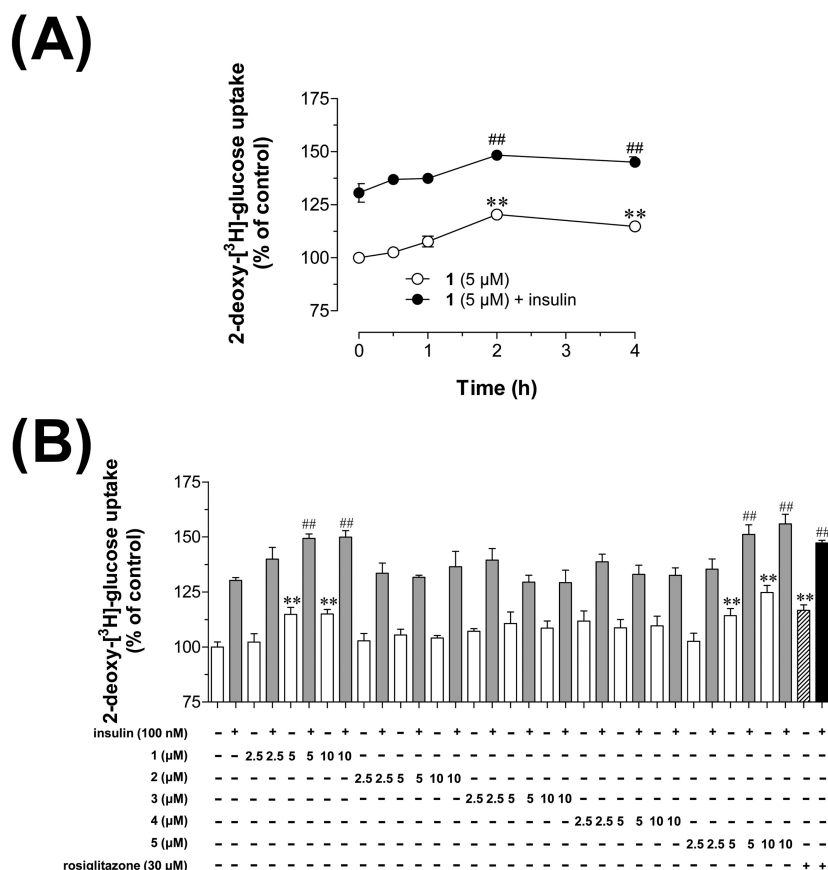 (A)
2-deoxy-[³H]-glucose uptake
(% of control)
175
150
125
100
75
## ##
** **
1 (5 μM)
1 (5 μM) + insulin
0 1 2 3 4
Time (h)
(B)
2-deoxy-[³H]-glucose uptake
(% of control)
175
150
125
100
75
## ## ## ## ##
** ** ** ** **
insulin (100 nM) – + – + – + – + – + – + – + – + – + – + – + – + – + – + – + – + – +
1 (μM) – – 2.5 2.5 5 5 10 10 – – – – – – – – – – – – – – – – – – – – – – – – – –
2 (μM) – – – – – – – – 2.5 2.5 5 5 10 10 – – – – – – – – – – – – – – – – – – – –
3 (μM) – – – – – – – – – – – – – – 2.5 2.5 5 5 10 10 – – – – – – – – – – – – – –
4 (μM) – – – – – – – – – – – – – – – – – – – – 2.5 2.5 5 5 10 10 – – – – – – – –
5 (μM) – – – – – – – – – – – – – – – – – – – – – – – – – – 2.5 2.5 5 5 10 10 – –
rosiglitazone (30 μM) – – – – – – – – – – – – – – – – – – – – – – – – – – – – – – – – + +